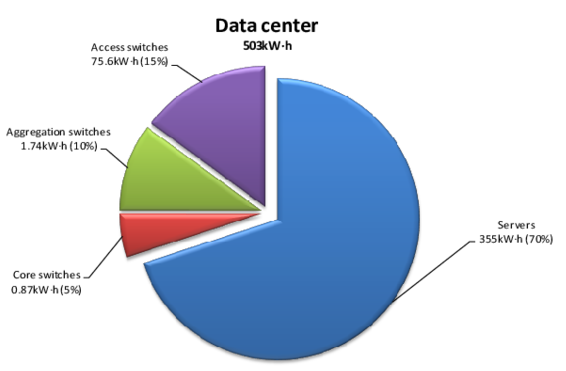 Data center
503kW·h
Access switches
75.6kW·h (15%)
Aggregation switches
1.74kW·h (10%)
Core switches
0.87kW·h (5%)
Servers
355kW·h (70%)